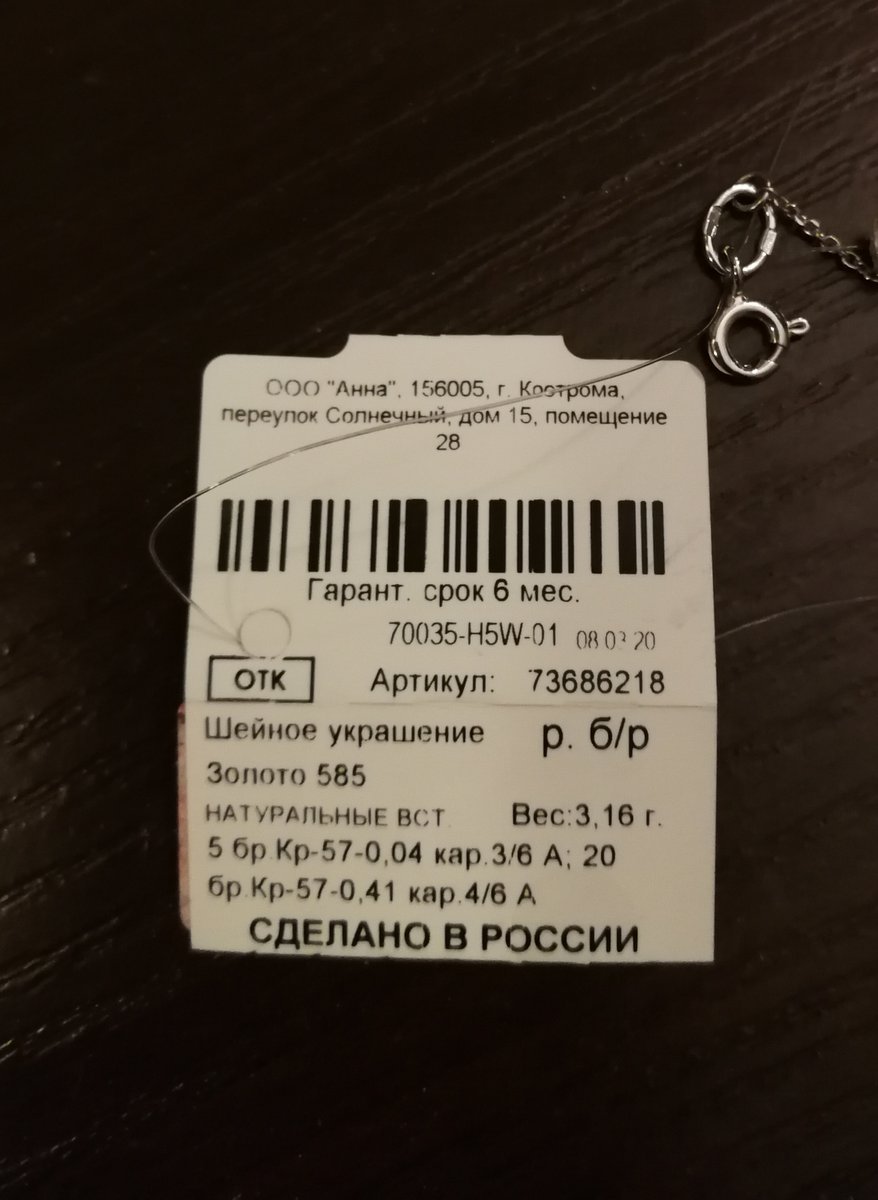 ООО "Анна", 156005, г. Кострома,
переулок Солнечный, дом 15, помещение
28
Гарант. срок 6 мес.
70035-H5W-01 08 03 20
ОТК Артикул: 73686218
Шейное украшение р. б/р
Золото 585
НАТУРАЛЬНЫЕ ВСТ. Вес:3,16 г.
5 бр Кр-57-0,04 кар.3/6 А; 20
бр.Кр-57-0,41 кар.4/6 А
СДЕЛАНО В РОССИИ